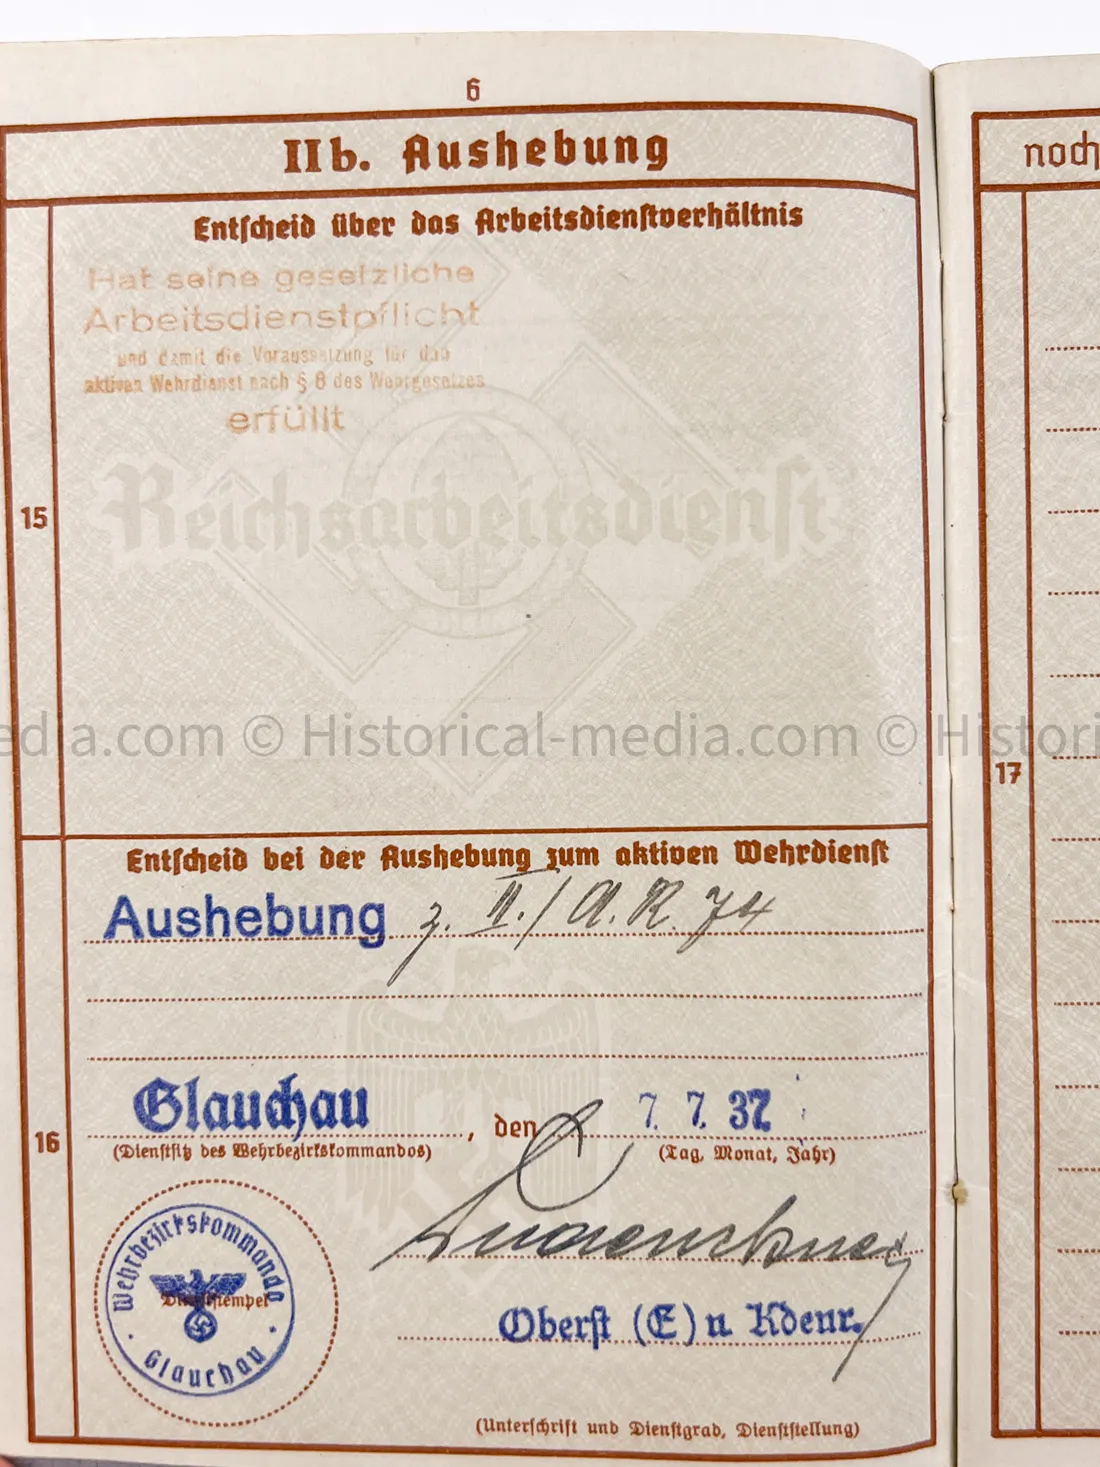 6
IIb. Aushebung
noch
Entscheid über das Arbeitsdienstverhältnis
Hat seine gesetzliche
Arbeitsdienstpflicht
und damit die Voraussetzung für den
aktiven Wehrdienst nach § 8 des Wehrgesetzes
erfüllt
Reichsarbeitsdienst
15
edia.com © Historical-media.com © Histori
17
Entscheid bei der Aushebung zum aktiven Wehrdienst
Aushebung z. II./A.R. 74
Glauchau, den 7. 7. 37
(Dienstsitz des Wehrbezirkskommandos) (Tag, Monat, Jahr)
16
Wehrbezirkskommando
Dienststempel
Glauchau
Oberst (E) u. Kdeur.
(Unterschrift und Dienstgrad, Dienststellung)